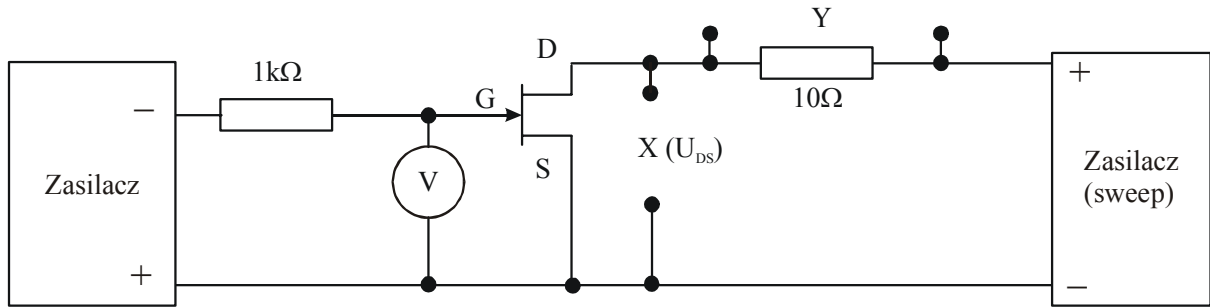 Zasilacz
−
+
1kΩ
V
G
D
S
X (U_DS)
Y
10Ω
+
Zasilacz
(sweep)
−